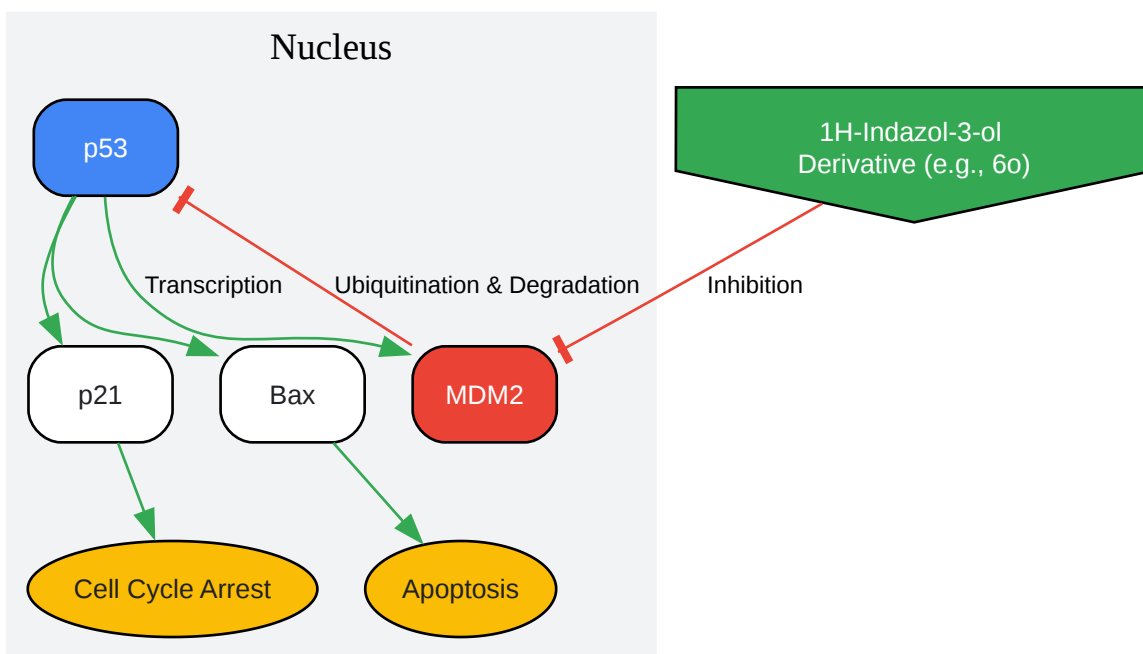 Nucleus
p53
1H-Indazol-3-ol
Derivative (e.g., 6o)
Transcription
Ubiquitination & Degradation
Inhibition
p21
Bax
MDM2
Cell Cycle Arrest
Apoptosis